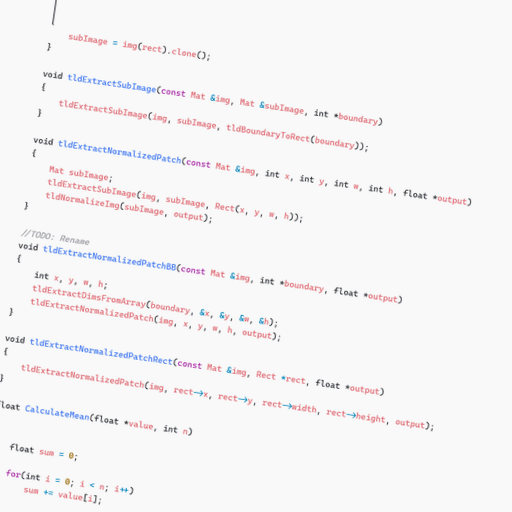 subImage = img(rect).clone();
}
void tldExtractSubImage(const Mat &img, Mat &subImage, int *boundary)
{
tldExtractSubImage(img, subImage, tldBoundaryToRect(boundary));
}
void tldExtractNormalizedPatch(const Mat &img, int x, int y, int w, int h, float *output)
{
Mat subImage;
tldExtractSubImage(img, subImage, Rect(x, y, w, h));
tldNormalizeImg(subImage, output);
}
//TODO: Rename
void tldExtractNormalizedPatchBB(const Mat &img, int *boundary, float *output)
{
int x, y, w, h;
tldExtractDimsFromArray(boundary, &x, &y, &w, &h);
tldExtractNormalizedPatch(img, x, y, w, h, output);
}
void tldExtractNormalizedPatchRect(const Mat &img, Rect *rect, float *output)
{
tldExtractNormalizedPatch(img, rect->x, rect->y, rect->width, rect->height, output);
}
float CalculateMean(float *value, int n)
float sum = 0;
for(int i = 0; i < n; i++)
sum += value[i];